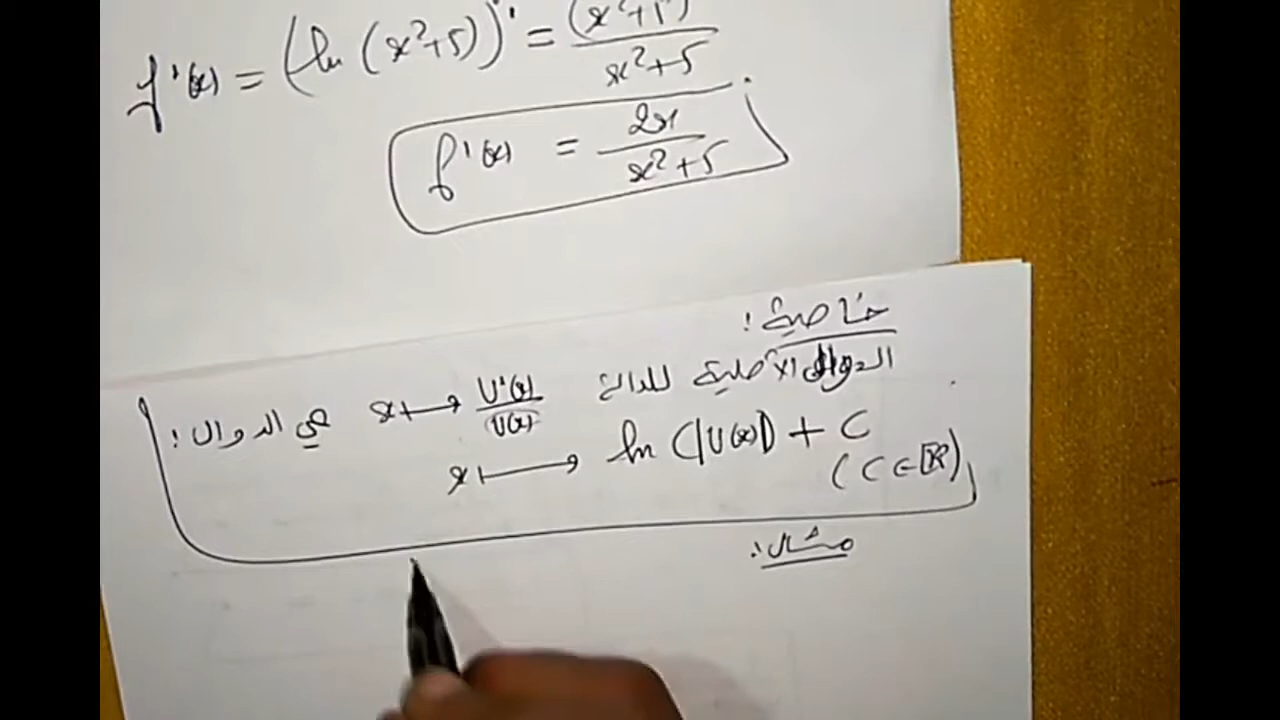 f'(x) = (ln (x²+5))' = (x²+5)' / x²+5
f'(x) = 2x / x²+5
خاصية:
الدوال الأصلية للدالة x ↦ U'(x) / U(x) هي الدوال:
x ⟼ ln (|U(x)|) + C
(C ∈ ℝ)
مثال: